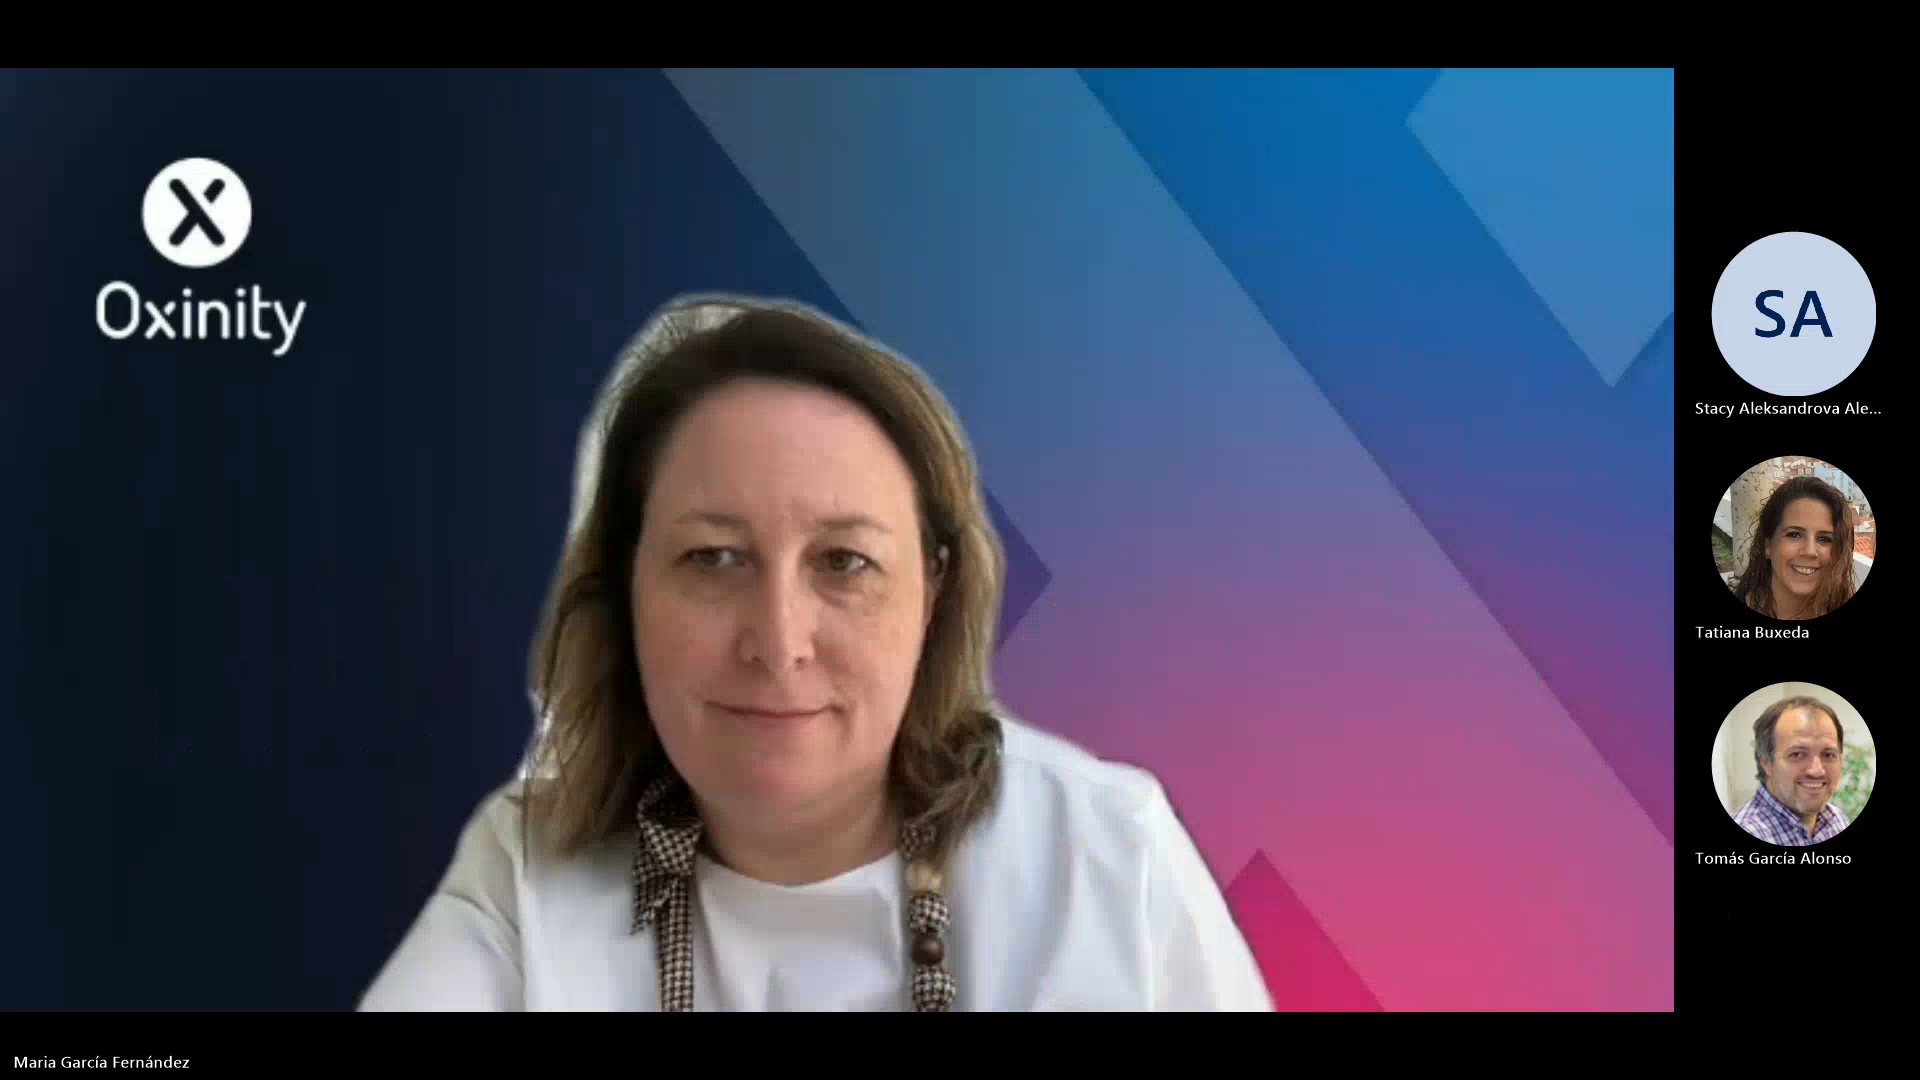 Oxinity
SA
Stacy Aleksandrova Ale...
Tatiana Buxeda
Tomás García Alonso
Maria García Fernández